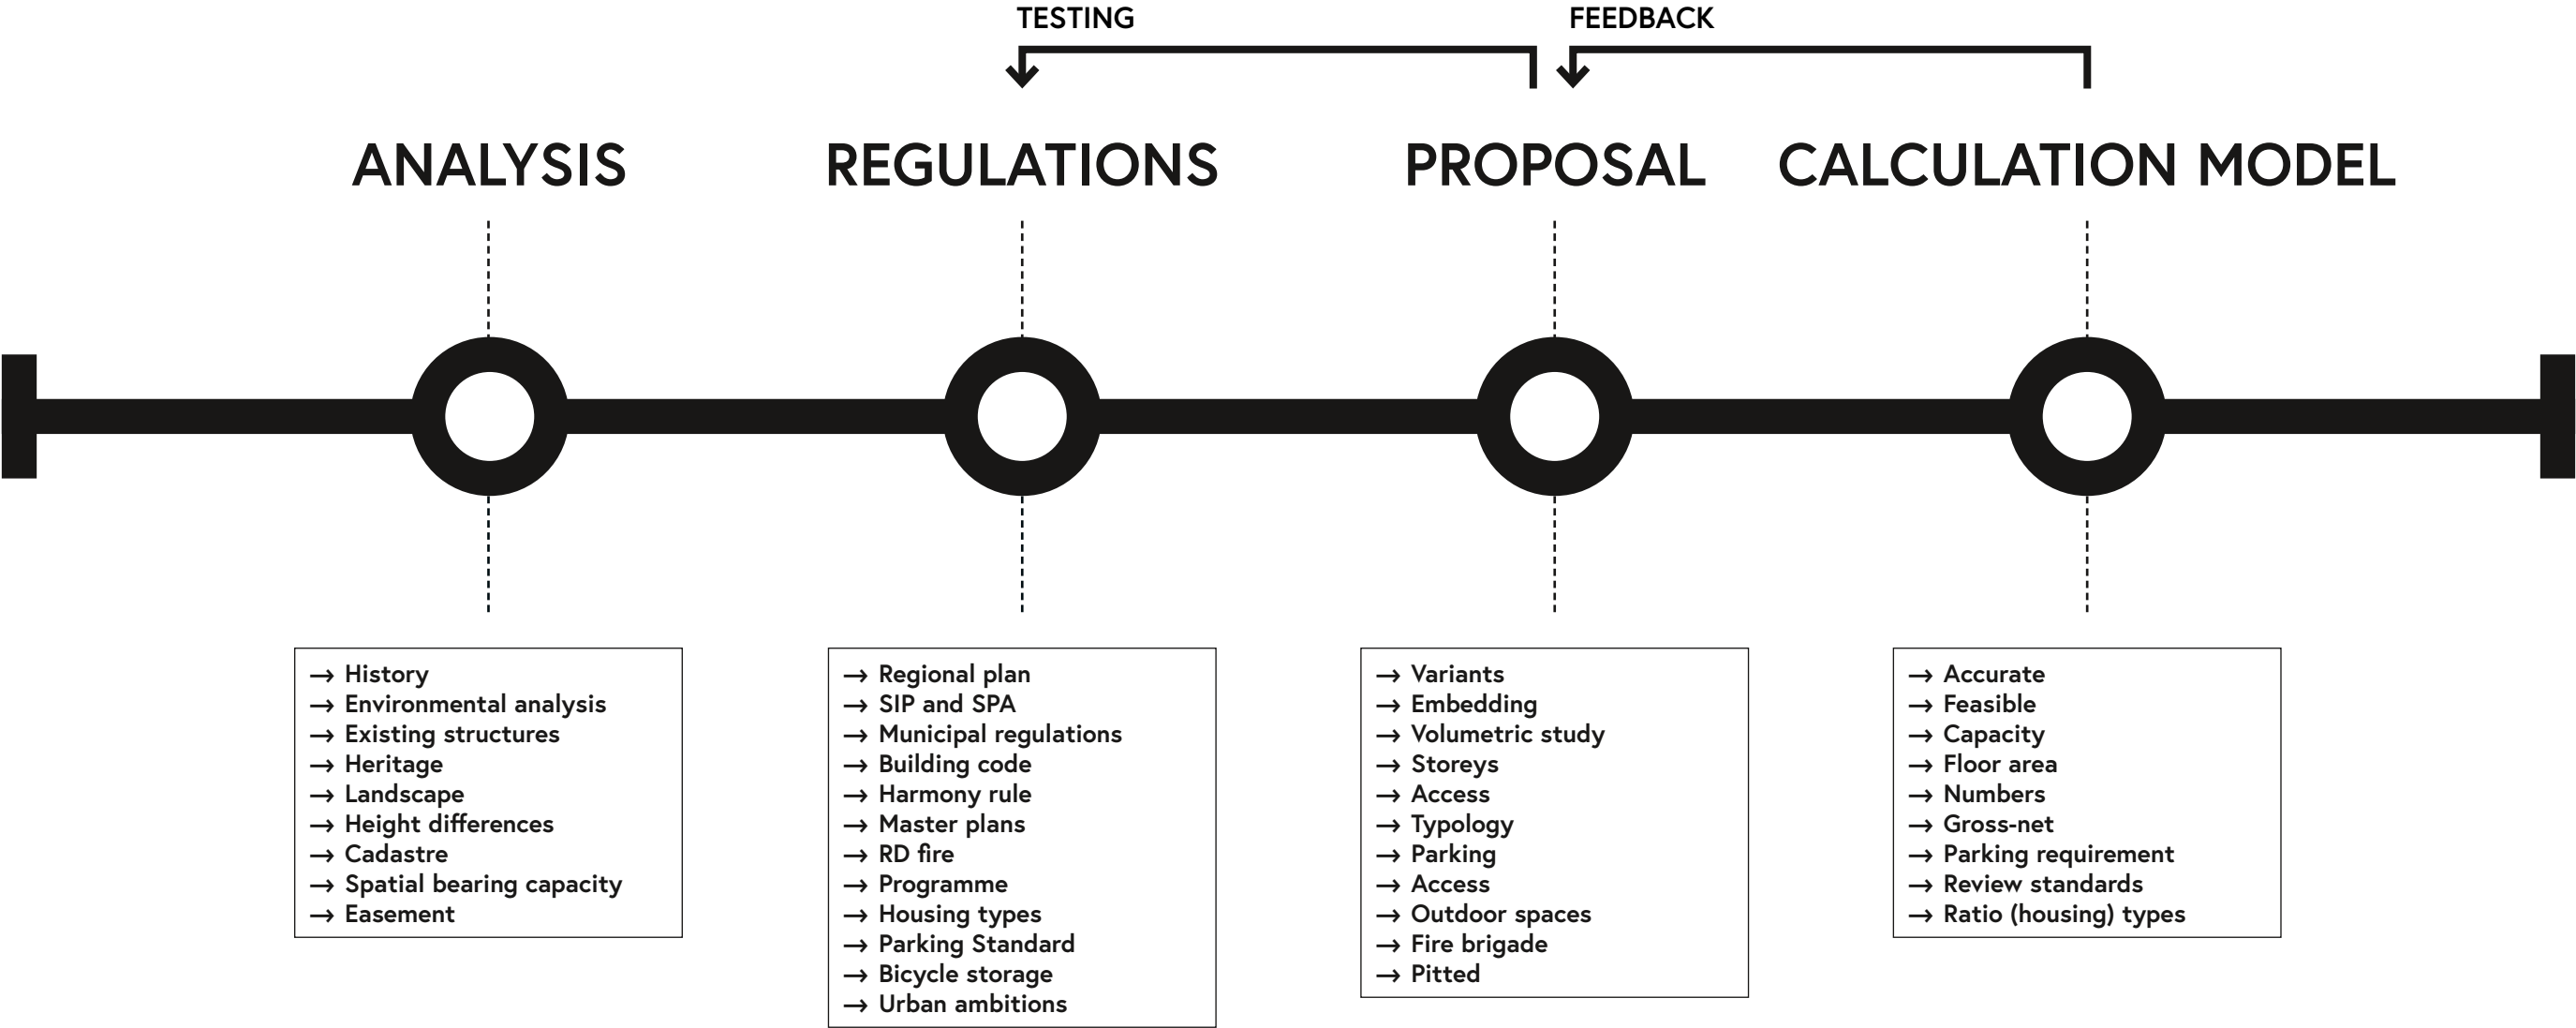 TESTING
FEEDBACK
ANALYSIS
REGULATIONS
PROPOSAL
CALCULATION MODEL
→ History
→ Environmental analysis
→ Existing structures
→ Heritage
→ Landscape
→ Height differences
→ Cadastre
→ Spatial bearing capacity
→ Easement
→ Regional plan
→ SIP and SPA
→ Municipal regulations
→ Building code
→ Harmony rule
→ Master plans
→ RD fire
→ Programme
→ Housing types
→ Parking Standard
→ Bicycle storage
→ Urban ambitions
→ Variants
→ Embedding
→ Volumetric study
→ Storeys
→ Access
→ Typology
→ Parking
→ Access
→ Outdoor spaces
→ Fire brigade
→ Pitted
→ Accurate
→ Feasible
→ Capacity
→ Floor area
→ Numbers
→ Gross-net
→ Parking requirement
→ Review standards
→ Ratio (housing) types